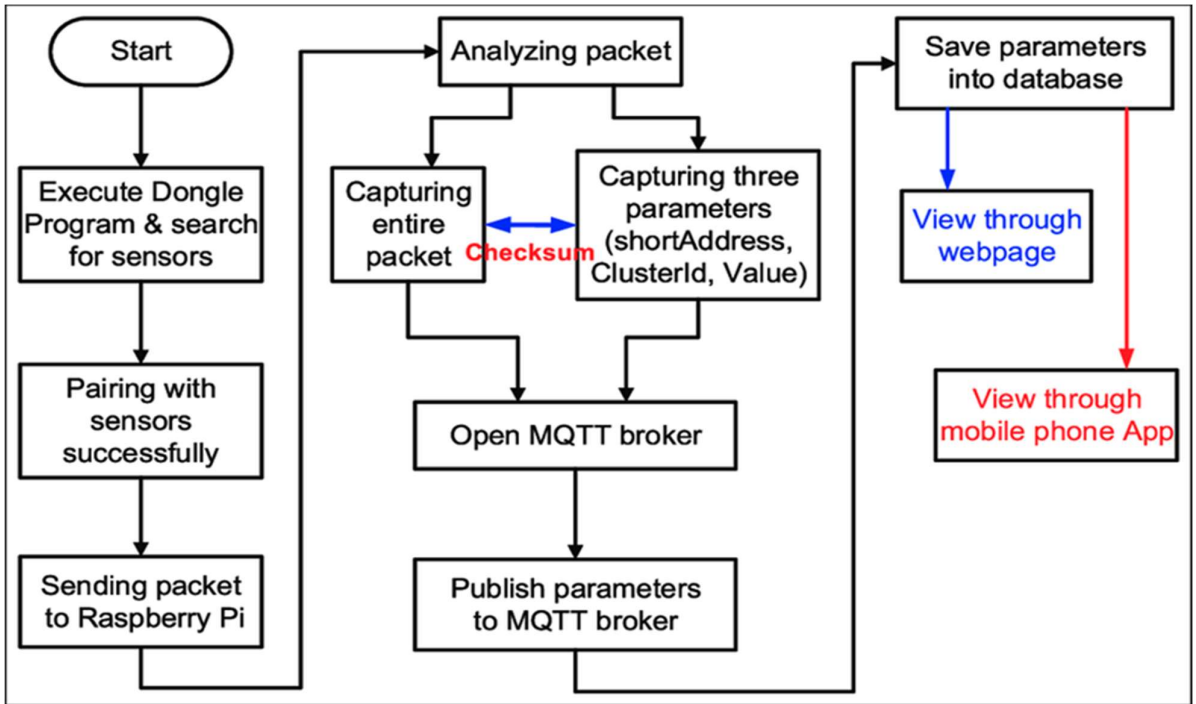 Start
Execute Dongle
Program & search
for sensors
Pairing with
sensors
successfully
Sending packet
to Raspberry Pi
Analyzing packet
Capturing
entire
packet
Checksum
Capturing three
parameters
(shortAddress,
ClusterId, Value)
Open MQTT broker
Publish parameters
to MQTT broker
Save parameters
into database
View through
webpage
View through
mobile phone App